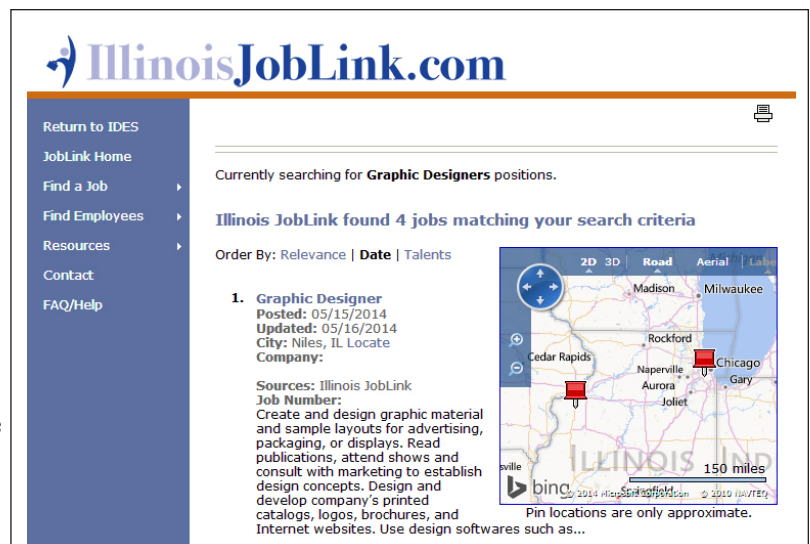 IllinoisJobLink.com
Return to IDES
JobLink Home
Find a Job
Find Employees
Resources
Contact
FAQ/Help
Currently searching for Graphic Designers positions.
Illinois JobLink found 4 jobs matching your search criteria
Order By: Relevance | Date | Talents
1. Graphic Designer
Posted: 05/15/2014
Updated: 05/16/2014
City: Niles, IL Locate
Company:
Sources: Illinois JobLink
Job Number:
Create and design graphic material
and sample layouts for advertising,
packaging, or displays. Read
publications, attend shows and
consult with marketing to establish
design concepts. Design and
develop company's printed
catalogs, logos, brochures, and
Internet websites. Use design softwares such as...
2D 3D Road Aerial Labe
Madison
Milwaukee
Rockford
Cedar Rapids
Chicago
Naperville
Gary
Aurora
Joliet
ILLINOIS IND
sville
150 miles
bing
Springfield
© 2014 Microsoft Corporation © 2010 NAVTEQ
Pin locations are only approximate.